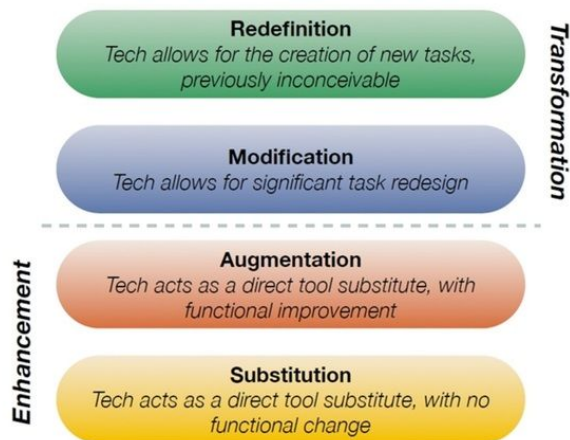 Redefinition
Tech allows for the creation of new tasks,
previously inconceivable
Transformation
Modification
Tech allows for significant task redesign
Augmentation
Tech acts as a direct tool substitute, with
functional improvement
Enhancement
Substitution
Tech acts as a direct tool substitute, with no
functional change